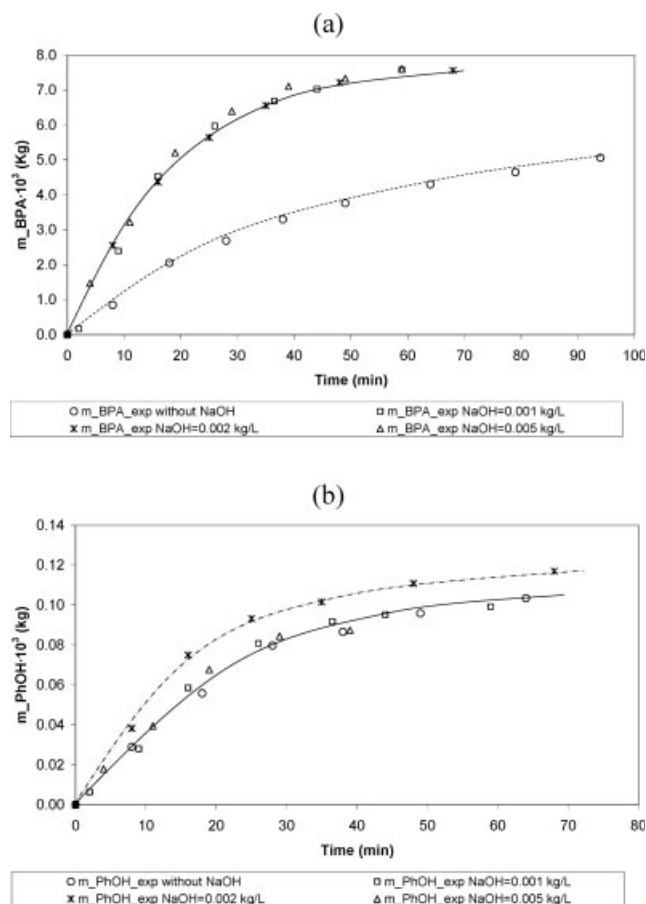 (a)
8.0
7.0
6.0
5.0
4.0
3.0
2.0
1.0
0.0
m_BPA·10³ (Kg)
0 10 20 30 40 50 60 70 80 90 100
Time (min)
○ m_BPA_exp without NaOH □ m_BPA_exp NaOH=0.001 kg/L
ж m_BPA_exp NaOH=0.002 kg/L △ m_BPA_exp NaOH=0.005 kg/L
(b)
0.14
0.12
0.10
0.08
0.06
0.04
0.02
0.00
m_PhOH·10³ (kg)
0 10 20 30 40 50 60 70 80
Time (min)
○ m_PhOH_exp without NaOH □ m_PhOH_exp NaOH=0.001 kg/L
ж m_PhOH_exp NaOH=0.002 kg/L △ m_PhOH_exp NaOH=0.005 kg/L